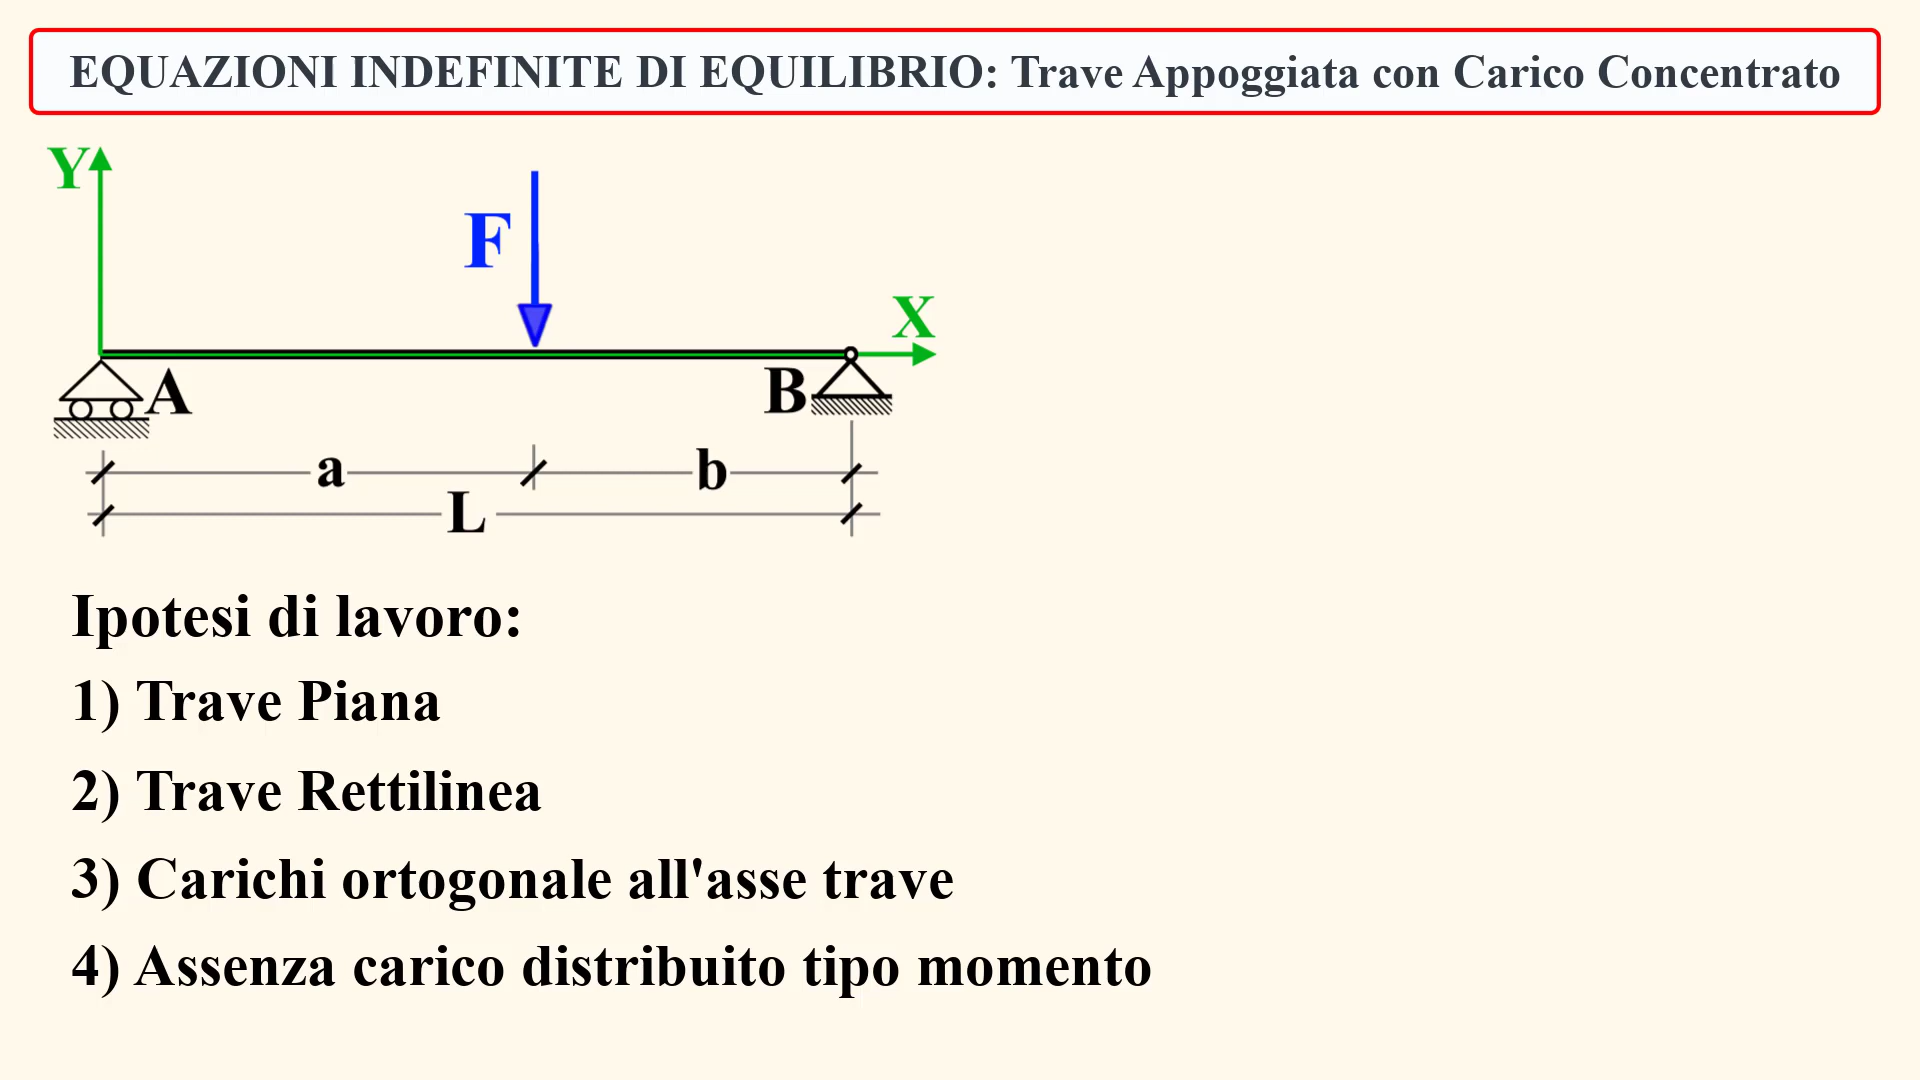 EQUAZIONI INDEFINITE DI EQUILIBRIO: Trave Appoggiata con Carico Concentrato
Y
F
X
A
B
a
b
L
Ipotesi di lavoro:
1) Trave Piana
2) Trave Rettilinea
3) Carichi ortogonale all'asse trave
4) Assenza carico distribuito tipo momento